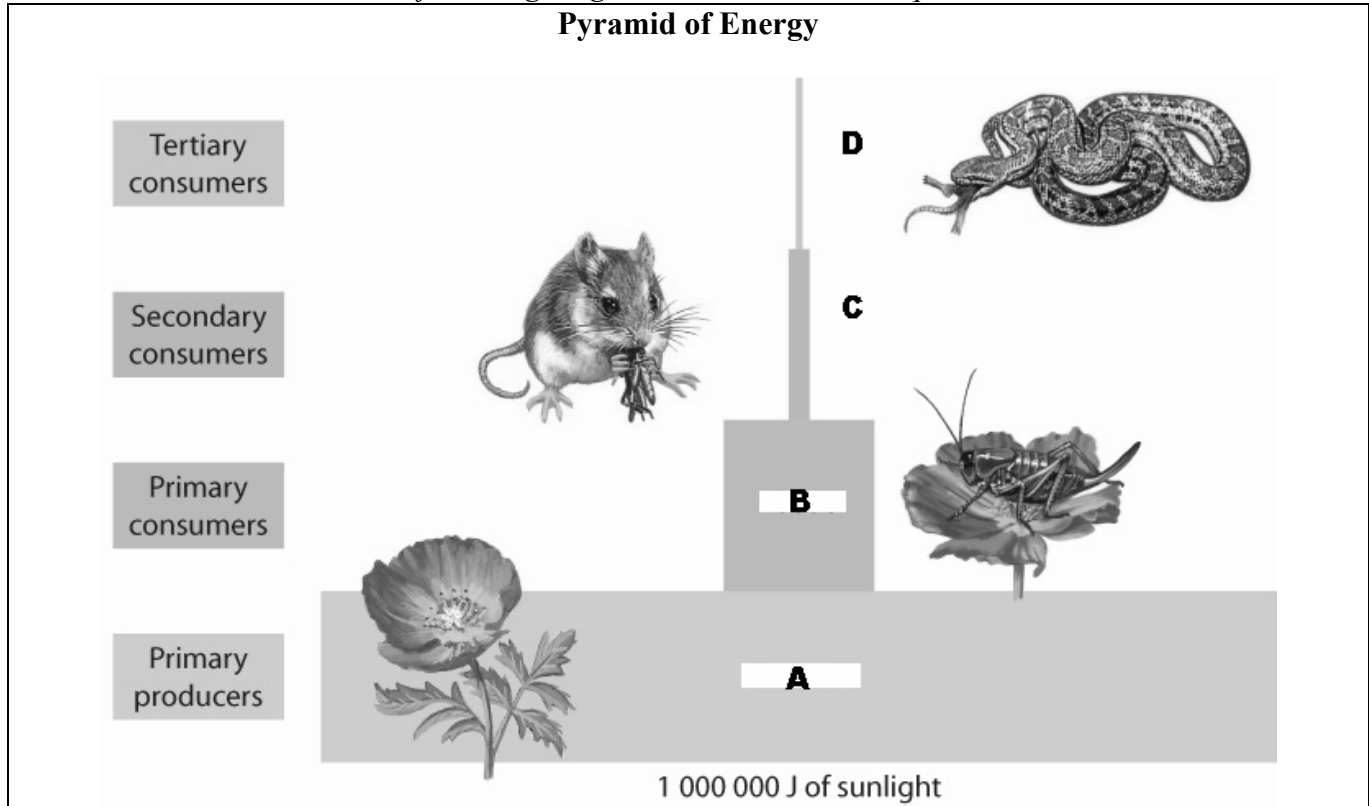 Pyramid of Energy
Tertiary
consumers
D
Secondary
consumers
C
Primary
consumers
B
Primary
producers
A
1 000 000 J of sunlight